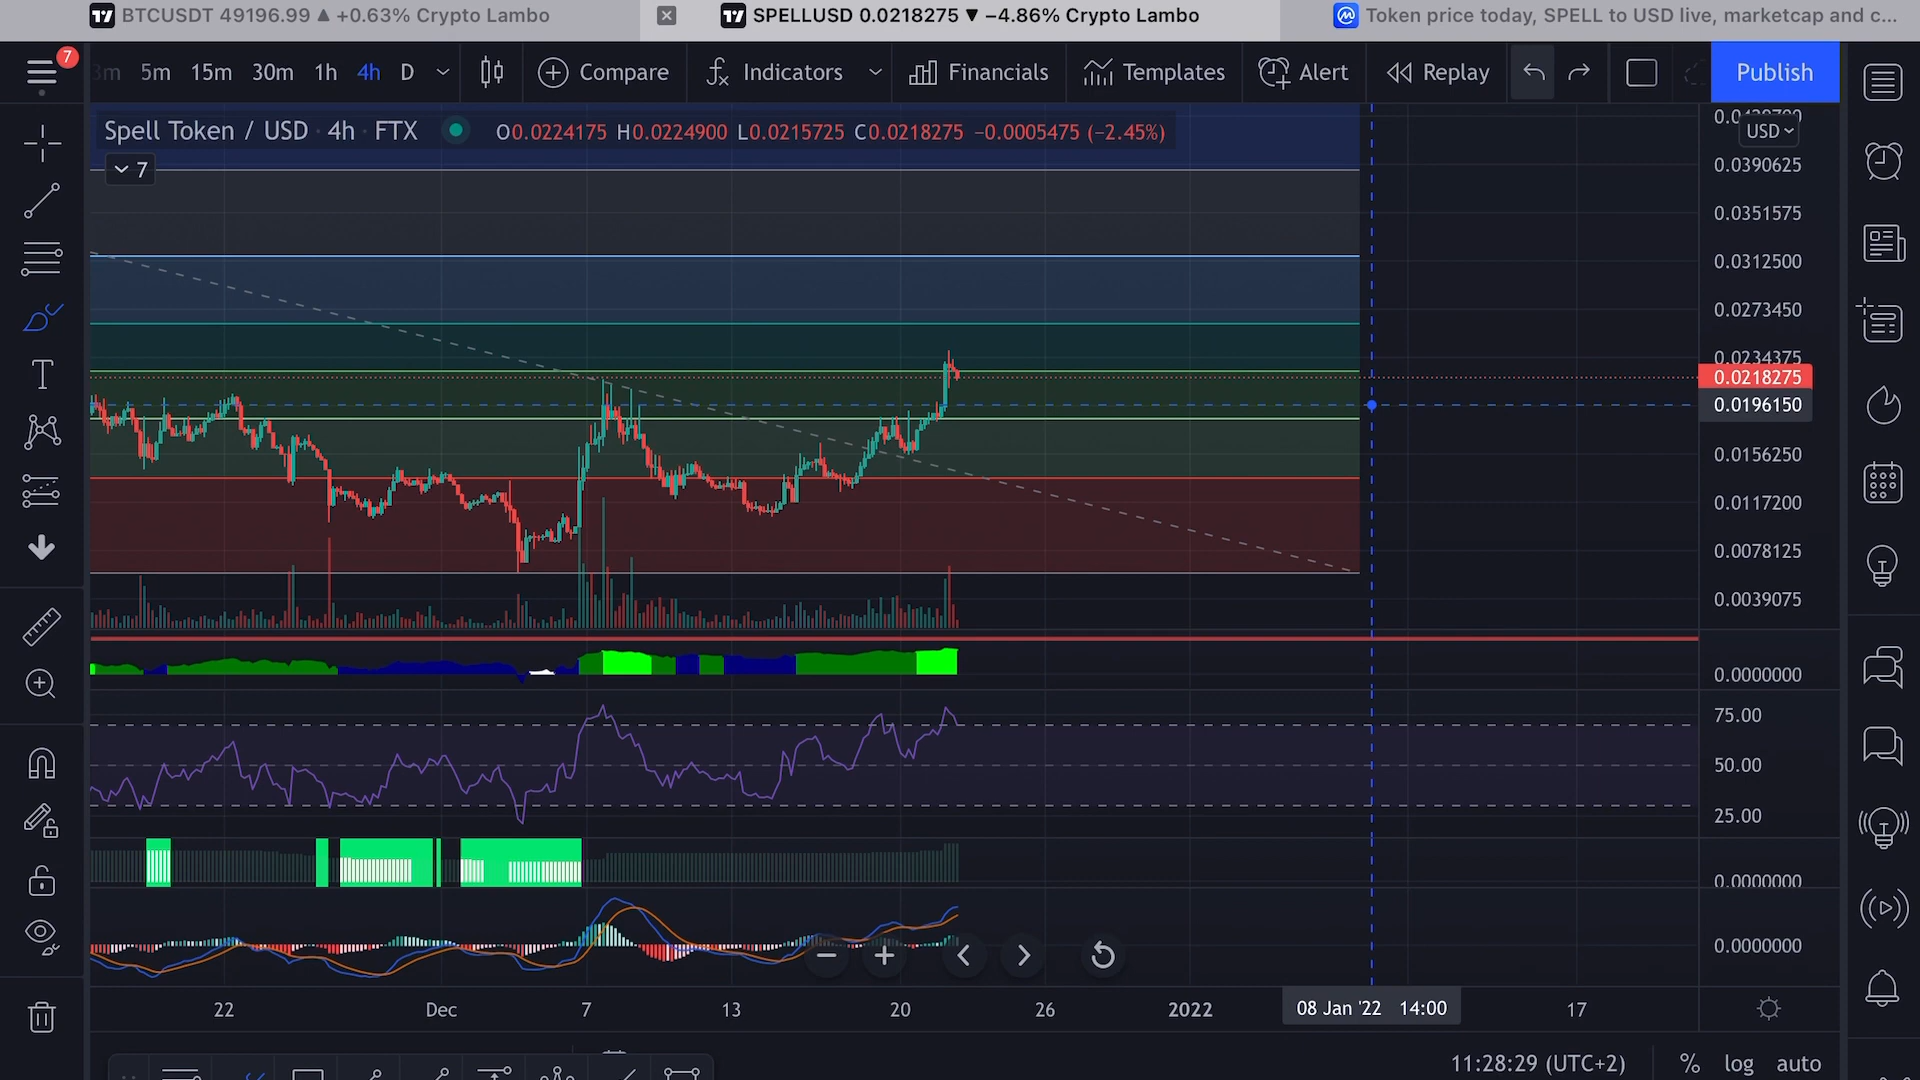 BTCUSDT 49196.99 ▲ +0.63% Crypto Lambo
SPELLUSD 0.0218275 ▼ −4.86% Crypto Lambo
Token price today, SPELL to USD live, marketcap and c...
7
5m 15m 30m 1h 4h D Compare Indicators Financials Templates Alert Replay Publish
Spell Token / USD · 4h · FTX O0.0224175 H0.0224900 L0.0215725 C0.0218275 −0.0005475 (−2.45%)
7
USD
0.0390625
0.0351575
0.0312500
0.0273450
0.0234375
0.0218275
0.0196150
0.0156250
0.0117200
0.0078125
0.0039075
0.0000000
75.00
50.00
25.00
0.0000000
0.0000000
22 Dec 7 13 20 26 2022 08 Jan '22 14:00 17
11:28:29 (UTC+2) % log auto